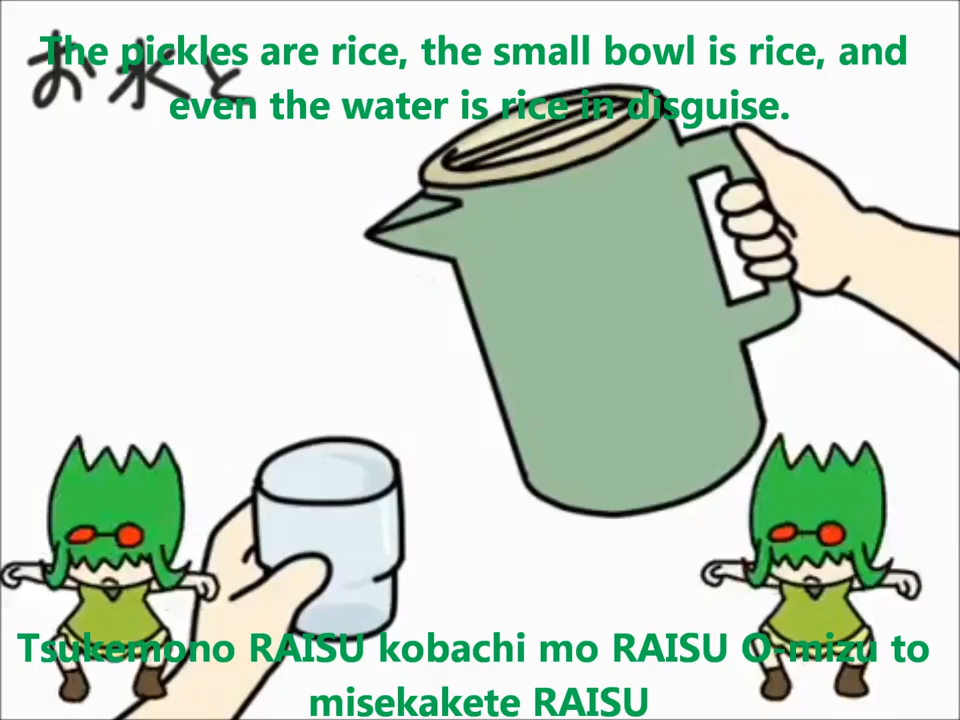 The pickles are rice, the small bowl is rice, and
even the water is rice in disguise.
お水と
Tsukemono RAISU kobachi mo RAISU O-mizu to
misekakete RAISU